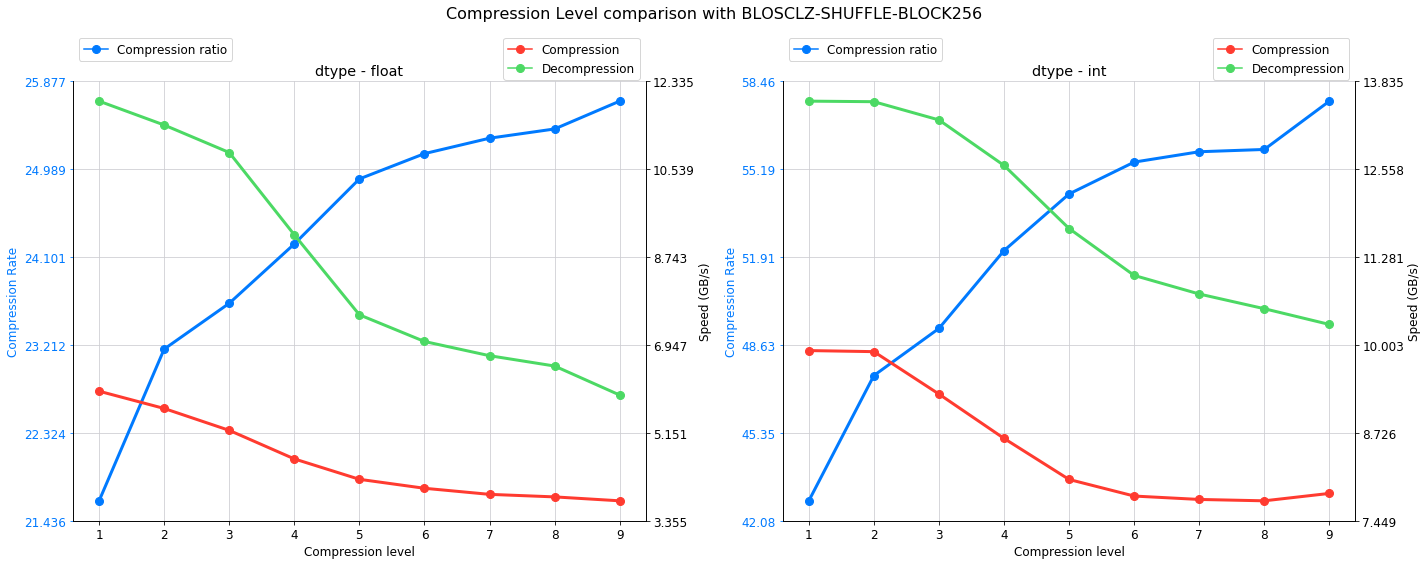 Compression Level comparison with BLOSCLZ-SHUFFLE-BLOCK256
Compression ratio
Compression
Decompression
dtype - float
25.877
24.989
24.101
23.212
22.324
21.436
Compression Rate
12.335
10.539
8.743
6.947
5.151
3.355
Speed (GB/s)
1 2 3 4 5 6 7 8 9
Compression level
Compression ratio
Compression
Decompression
dtype - int
58.46
55.19
51.91
48.63
45.35
42.08
Compression Rate
13.835
12.558
11.281
10.003
8.726
7.449
Speed (GB/s)
1 2 3 4 5 6 7 8 9
Compression level